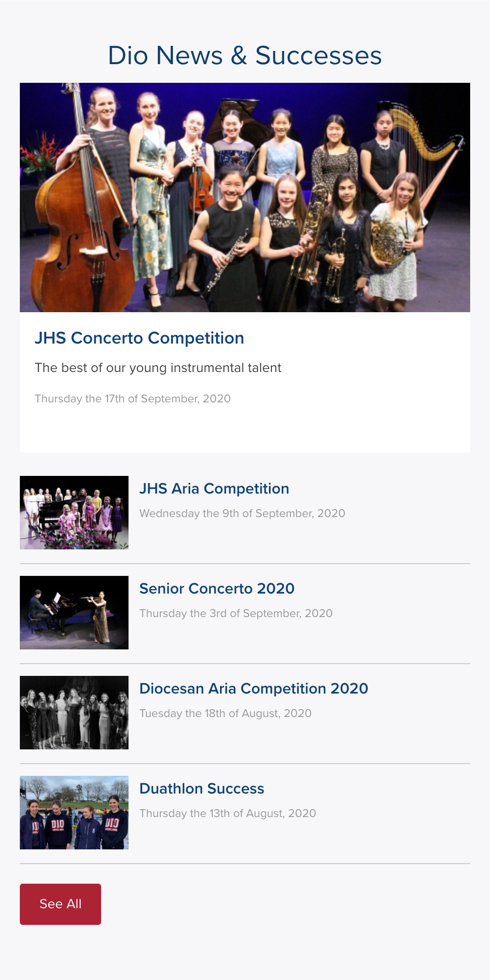 Dio News & Successes
JHS Concerto Competition
The best of our young instrumental talent
Thursday the 17th of September, 2020
JHS Aria Competition
Wednesday the 9th of September, 2020
Senior Concerto 2020
Thursday the 3rd of September, 2020
Diocesan Aria Competition 2020
Tuesday the 18th of August, 2020
Duathlon Success
Thursday the 13th of August, 2020
DIO
DIO
See All